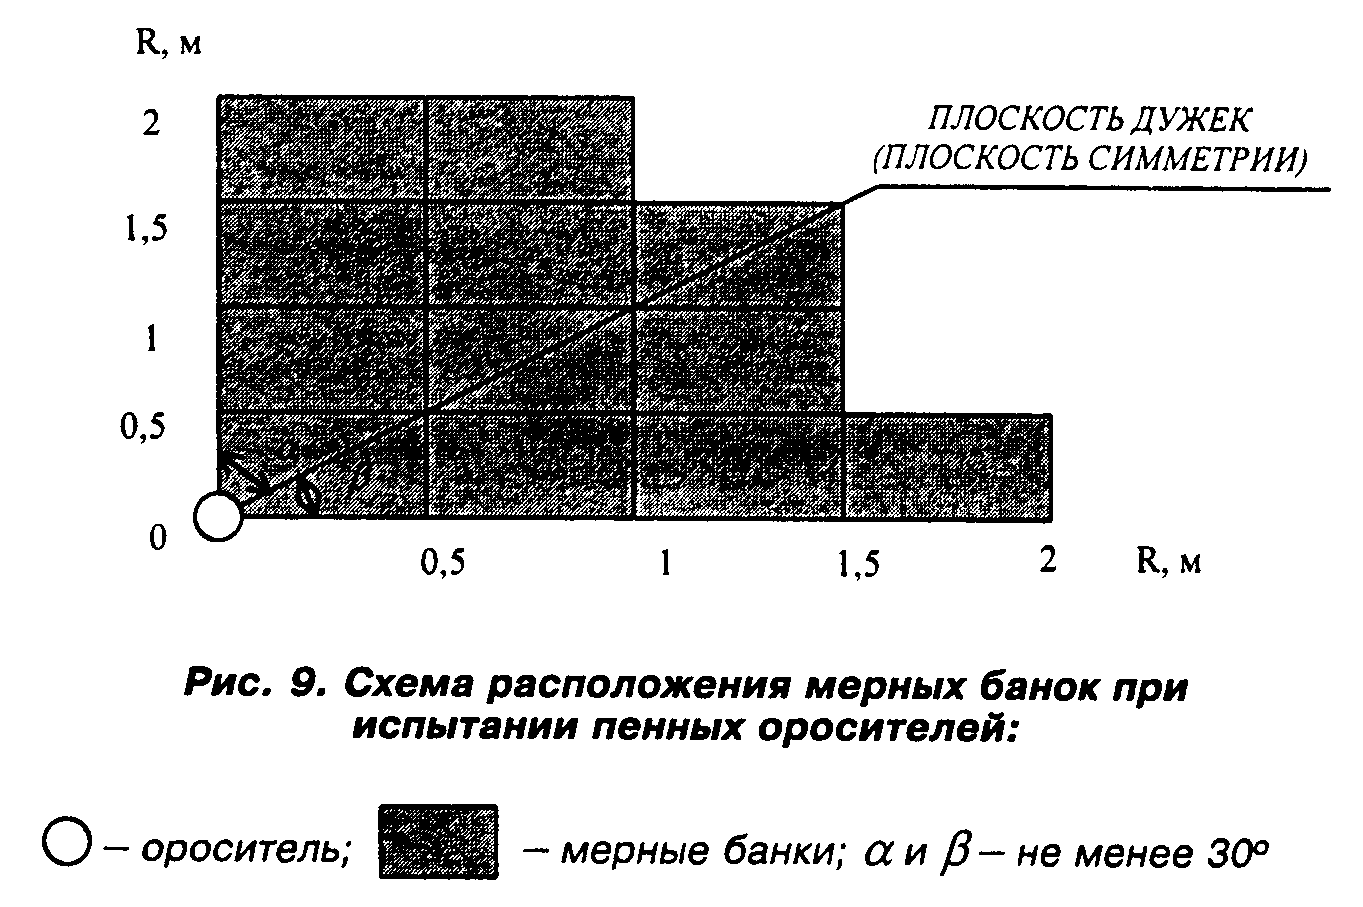 R, м
2
1,5
1
0,5
0
ПЛОСКОСТЬ ДУЖЕК
(ПЛОСКОСТЬ СИММЕТРИИ)
β
0,5
1
1,5
2
R, м
Рис. 9. Схема расположения мерных банок при
испытании пенных оросителей:
– ороситель;
– мерные банки; α и β – не менее 30°